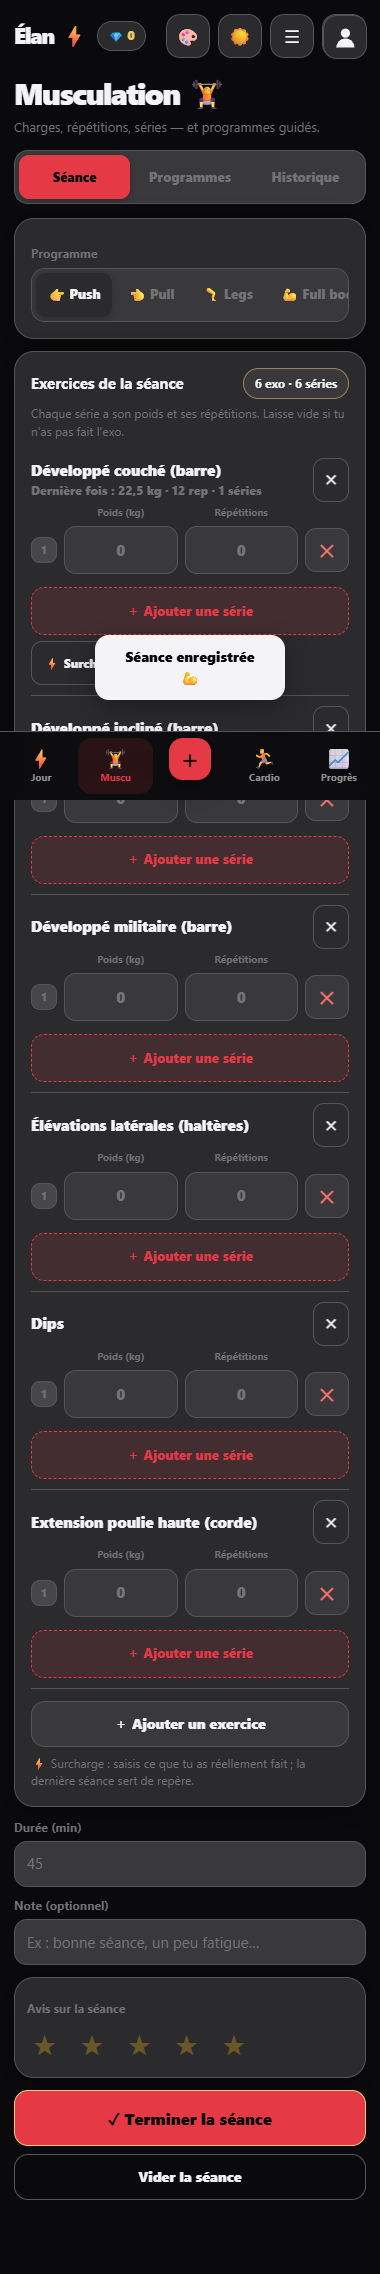 Élan 0
Musculation
Charges, répétitions, séries — et programmes guidés.
Séance Programmes Historique
Programme
Push Pull Legs Full bo
Exercices de la séance 6 exo · 6 séries
Chaque série a son poids et ses répétitions. Laisse vide si tu
n'as pas fait l'exo.
Développé couché (barre)
Dernière fois : 22,5 kg · 12 rep · 1 séries
Poids (kg) Répétitions
1 0 0
+ Ajouter une série
Surch
Séance enregistrée
Développé incliné (barre)
Jour Muscu + Cardio Progrès
1 0 0
+ Ajouter une série
Développé militaire (barre)
Poids (kg) Répétitions
1 0 0
+ Ajouter une série
Élévations latérales (haltères)
Poids (kg) Répétitions
1 0 0
+ Ajouter une série
Dips
Poids (kg) Répétitions
1 0 0
+ Ajouter une série
Extension poulie haute (corde)
Poids (kg) Répétitions
1 0 0
+ Ajouter une série
+ Ajouter un exercice
Surcharge : saisis ce que tu as réellement fait ; la
dernière séance sert de repère.
Durée (min)
45
Note (optionnel)
Ex : bonne séance, un peu fatigue...
Avis sur la séance
✓ Terminer la séance
Vider la séance